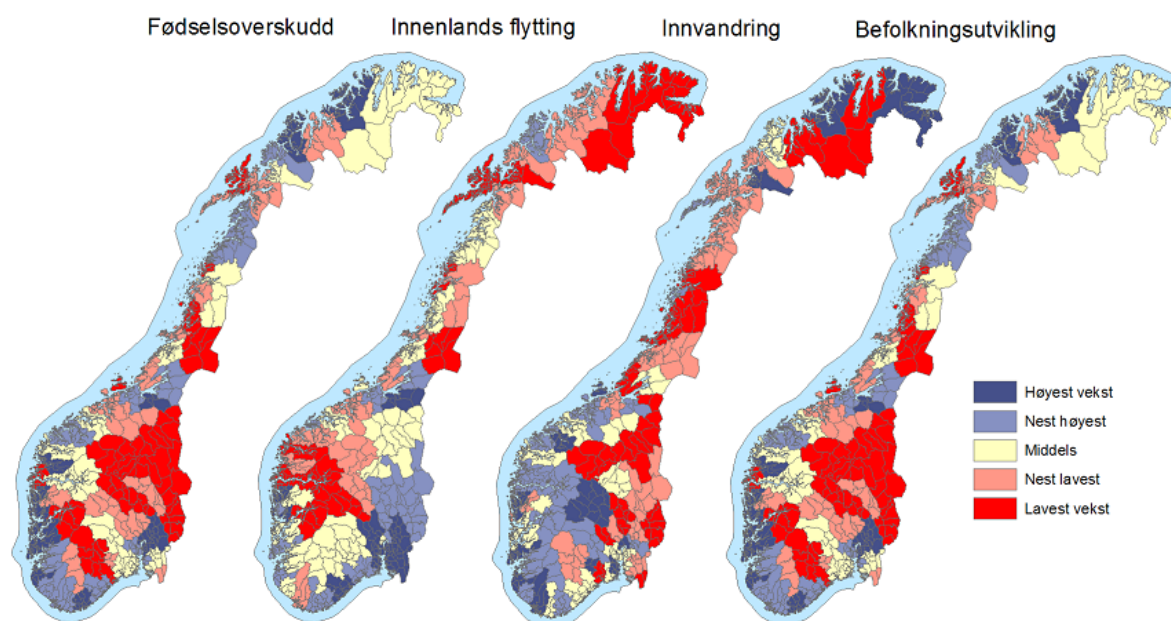 Fødselsoverskudd
Innenlands flytting
Innvandring
Befolkningsutvikling
Høyest vekst
Nest høyest
Middels
Nest lavest
Lavest vekst